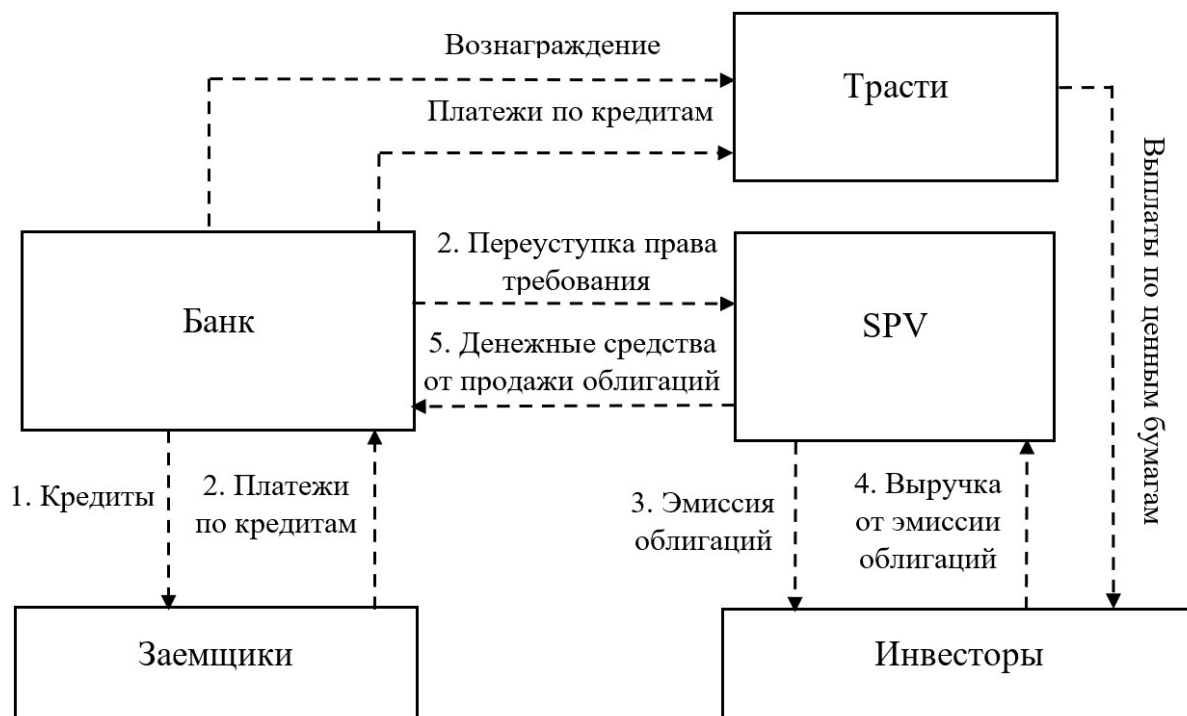 Вознаграждение
Трасти
Платежи по кредитам
Выплаты по ценным бумагам
2. Переуступка права
требования
Банк
SPV
5. Денежные средства
от продажи облигаций
1. Кредиты
2. Платежи
по кредитам
3. Эмиссия
облигаций
4. Выручка
от эмиссии
облигаций
Заемщики
Инвесторы